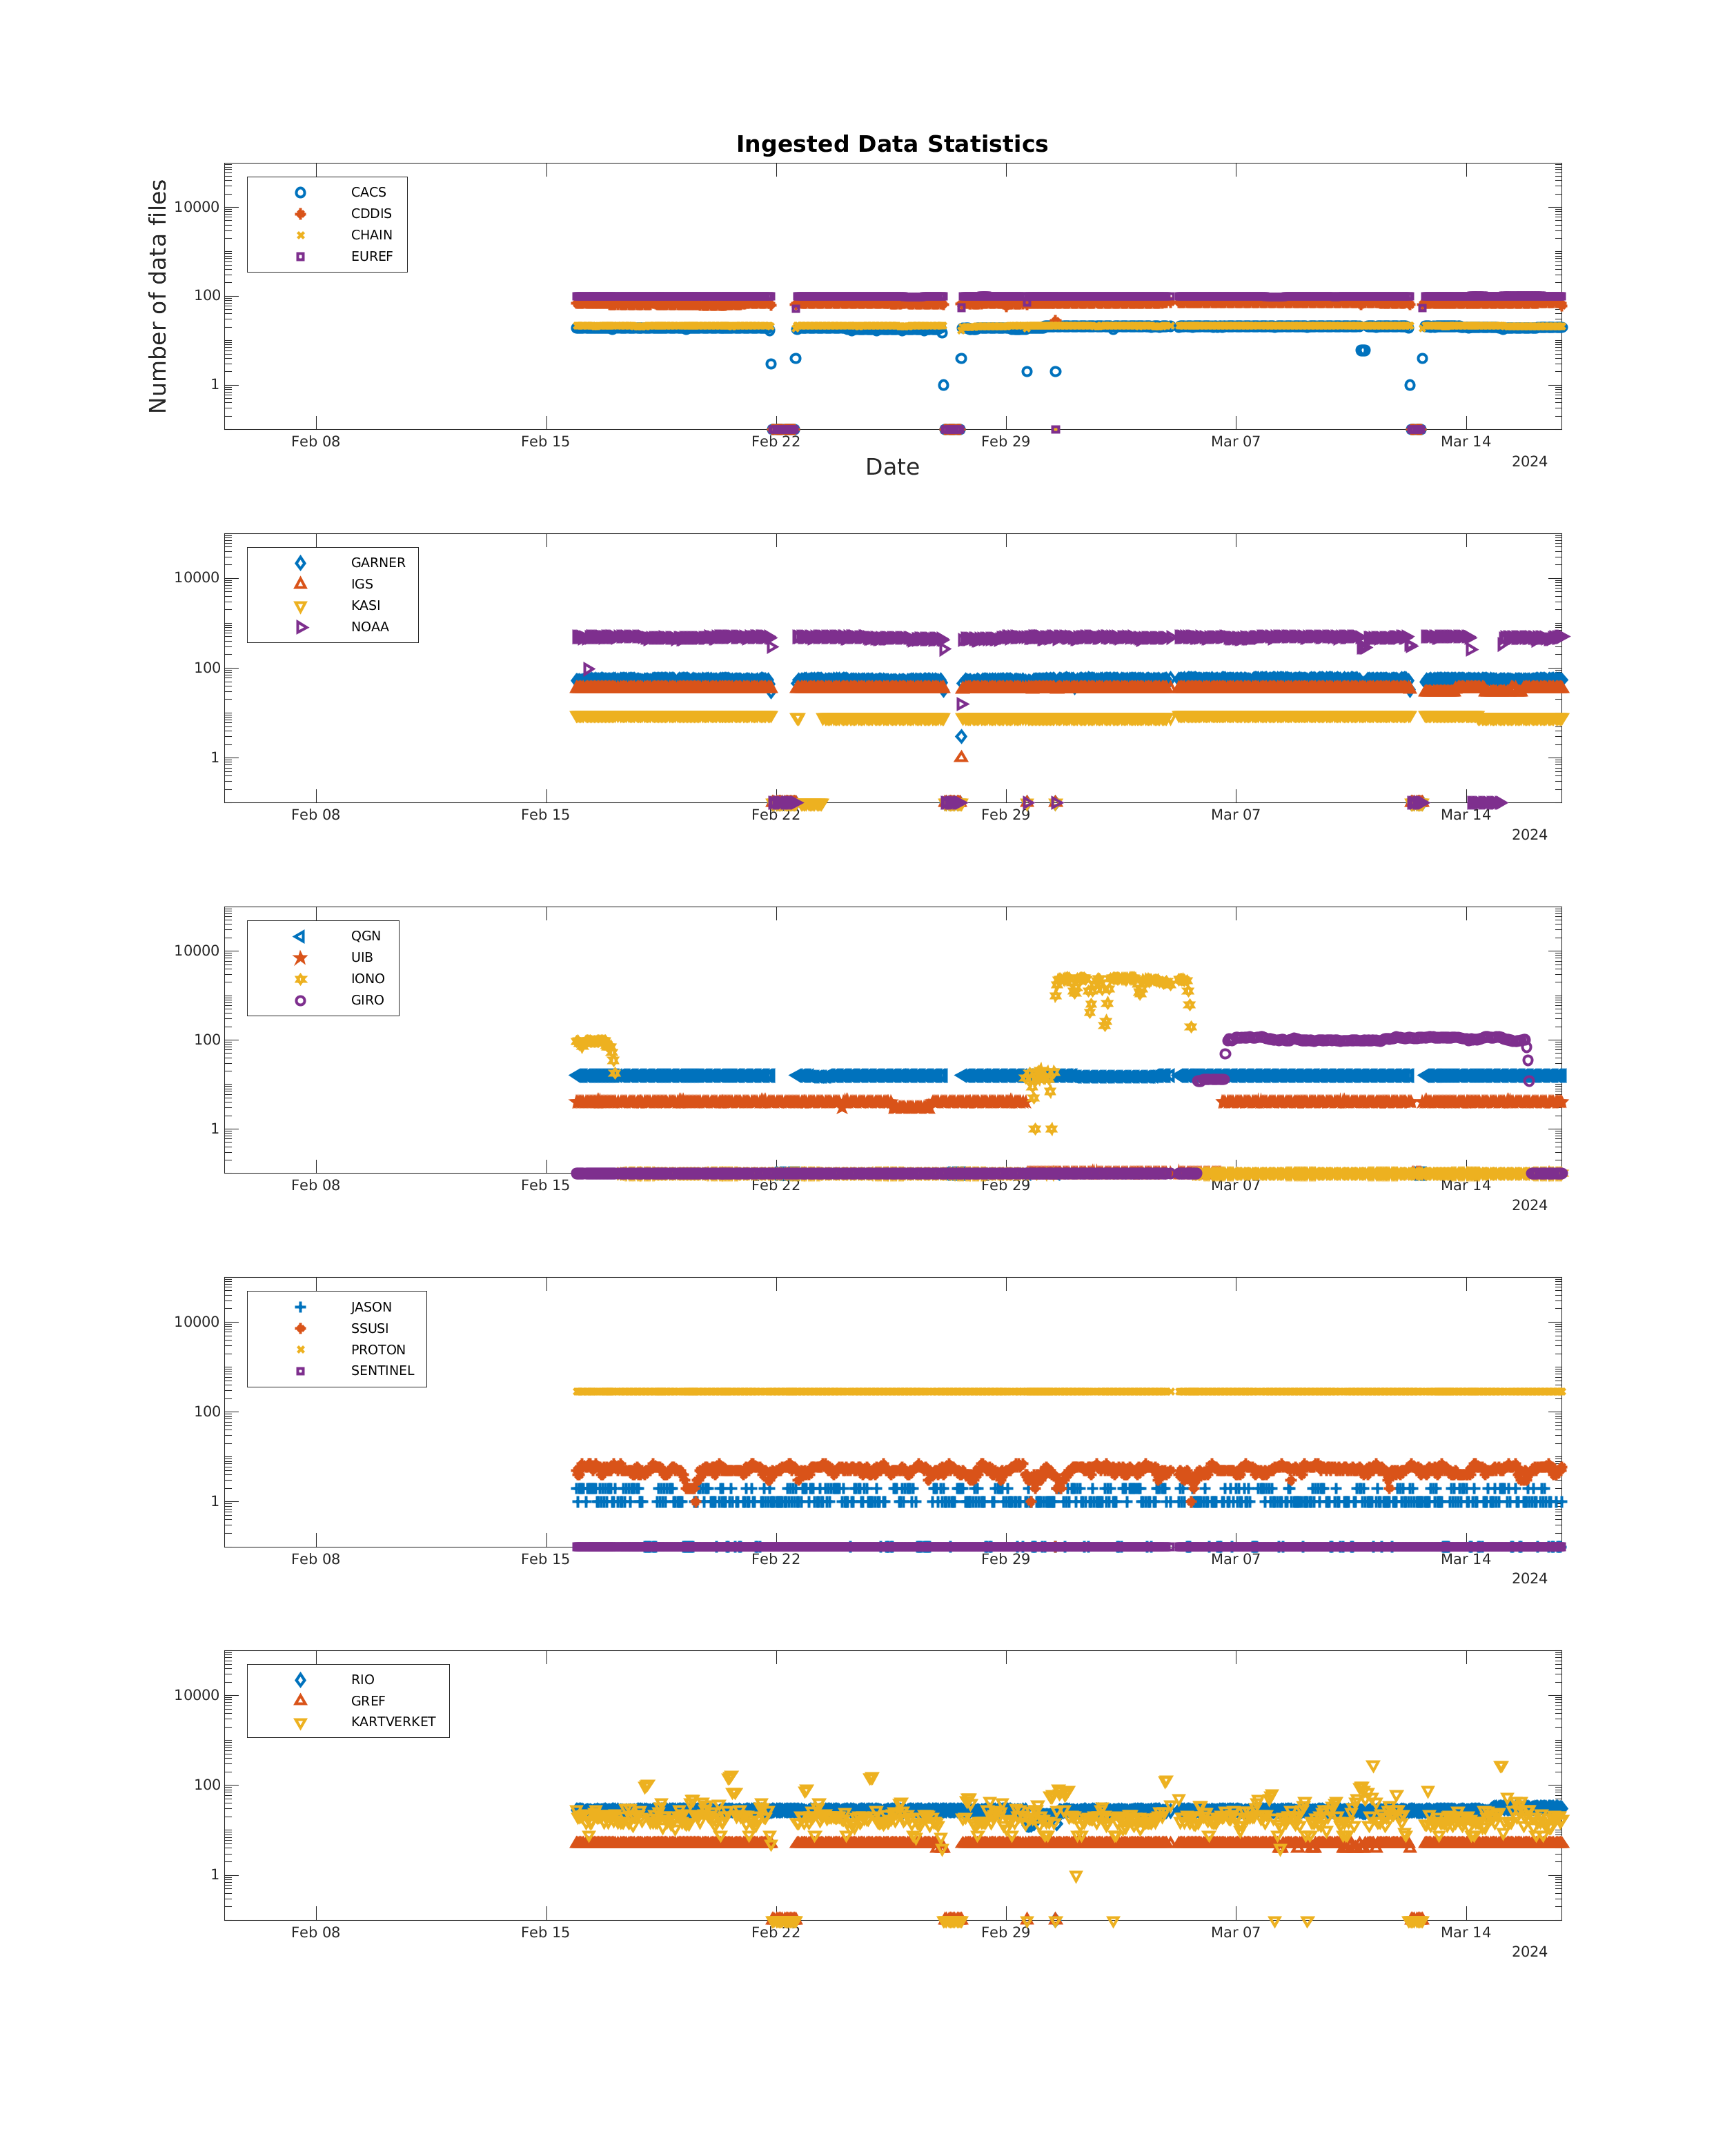 Ingested Data Statistics
Number of data files
CACS
CDDIS
CHAIN
EUREF
10000
100
1
Feb 08 Feb 15 Feb 22 Feb 29 Mar 07 Mar 14
2024
Date
GARNER
IGS
KASI
NOAA
10000
100
1
Feb 08 Feb 15 Feb 22 Feb 29 Mar 07 Mar 14
2024
QGN
UIB
IONO
GIRO
10000
100
1
Feb 08 Feb 15 Feb 22 Feb 29 Mar 07 Mar 14
2024
JASON
SSUSI
PROTON
SENTINEL
10000
100
1
Feb 08 Feb 15 Feb 22 Feb 29 Mar 07 Mar 14
2024
RIO
GREF
KARTVERKET
10000
100
1
Feb 08 Feb 15 Feb 22 Feb 29 Mar 07 Mar 14
2024